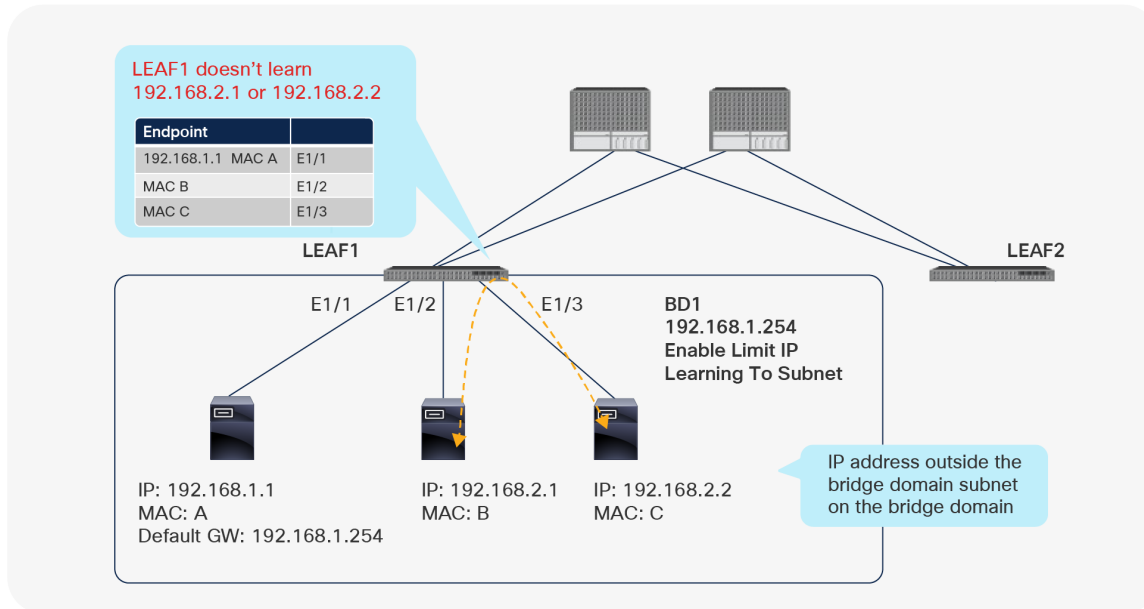 LEAF1 doesn't learn
192.168.2.1 or 192.168.2.2
Endpoint
192.168.1.1 MAC A E1/1
MAC B E1/2
MAC C E1/3
LEAF1
LEAF2
E1/1 E1/2 E1/3
BD1
192.168.1.254
Enable Limit IP
Learning To Subnet
IP: 192.168.1.1
MAC: A
Default GW: 192.168.1.254
IP: 192.168.2.1
MAC: B
IP: 192.168.2.2
MAC: C
IP address outside the
bridge domain subnet
on the bridge domain